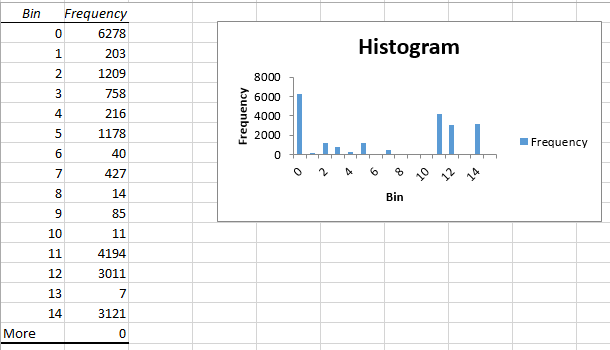 Bin Frequency
0 6278
1 203
2 1209
3 758
4 216
5 1178
6 40
7 427
8 14
9 85
10 11
11 4194
12 3011
13 7
14 3121
More 0
Histogram
Frequency
8000
6000
4000
2000
0
0 2 4 6 8 10 12 14
Bin
Frequency